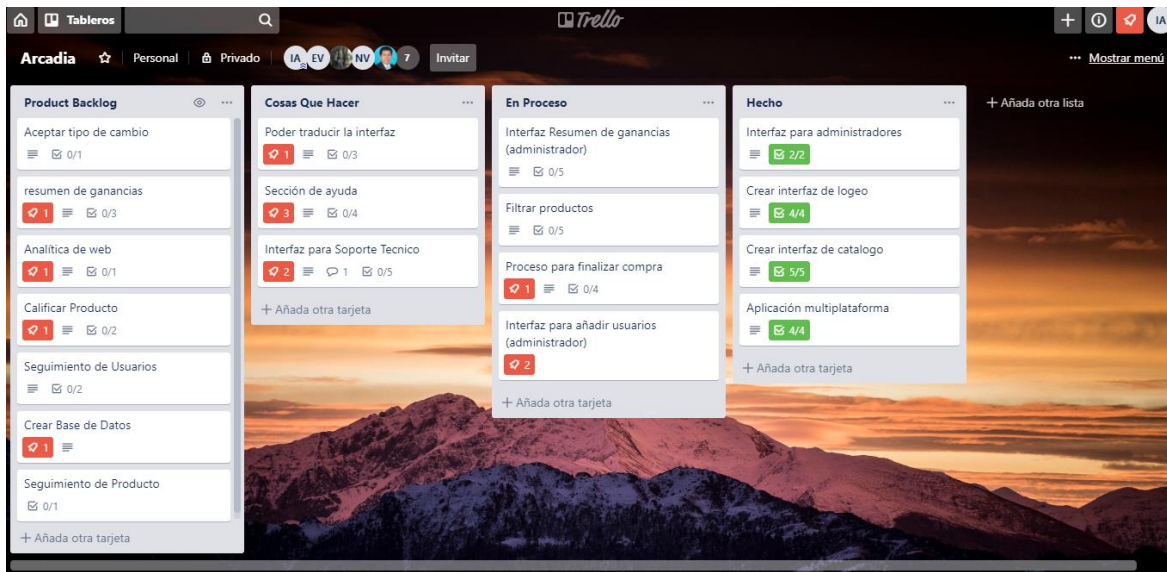 Tableros
Trello
IA
Arcadia
Personal
Privado
IA
EV
NV
7
Invitar
Mostrar menú
Product Backlog
Aceptar tipo de cambio
0/1
resumen de ganancias
1 0/3
Analítica de web
1 0/1
Calificar Producto
1 0/2
Seguimiento de Usuarios
0/2
Crear Base de Datos
1
Seguimiento de Producto
0/1
+ Añada otra tarjeta
Cosas Que Hacer
Poder traducir la interfaz
1 0/3
Sección de ayuda
3 0/4
Interfaz para Soporte Tecnico
2 1 0/5
+ Añada otra tarjeta
En Proceso
Interfaz Resumen de ganancias
(administrador)
0/5
Filtrar productos
0/5
Proceso para finalizar compra
1 0/4
Interfaz para añadir usuarios
(administrador)
2
+ Añada otra tarjeta
Hecho
Interfaz para administradores
2/2
Crear interfaz de logeo
4/4
Crear interfaz de catalogo
5/5
Aplicación multiplataforma
4/4
+ Añada otra tarjeta
+ Añada otra lista